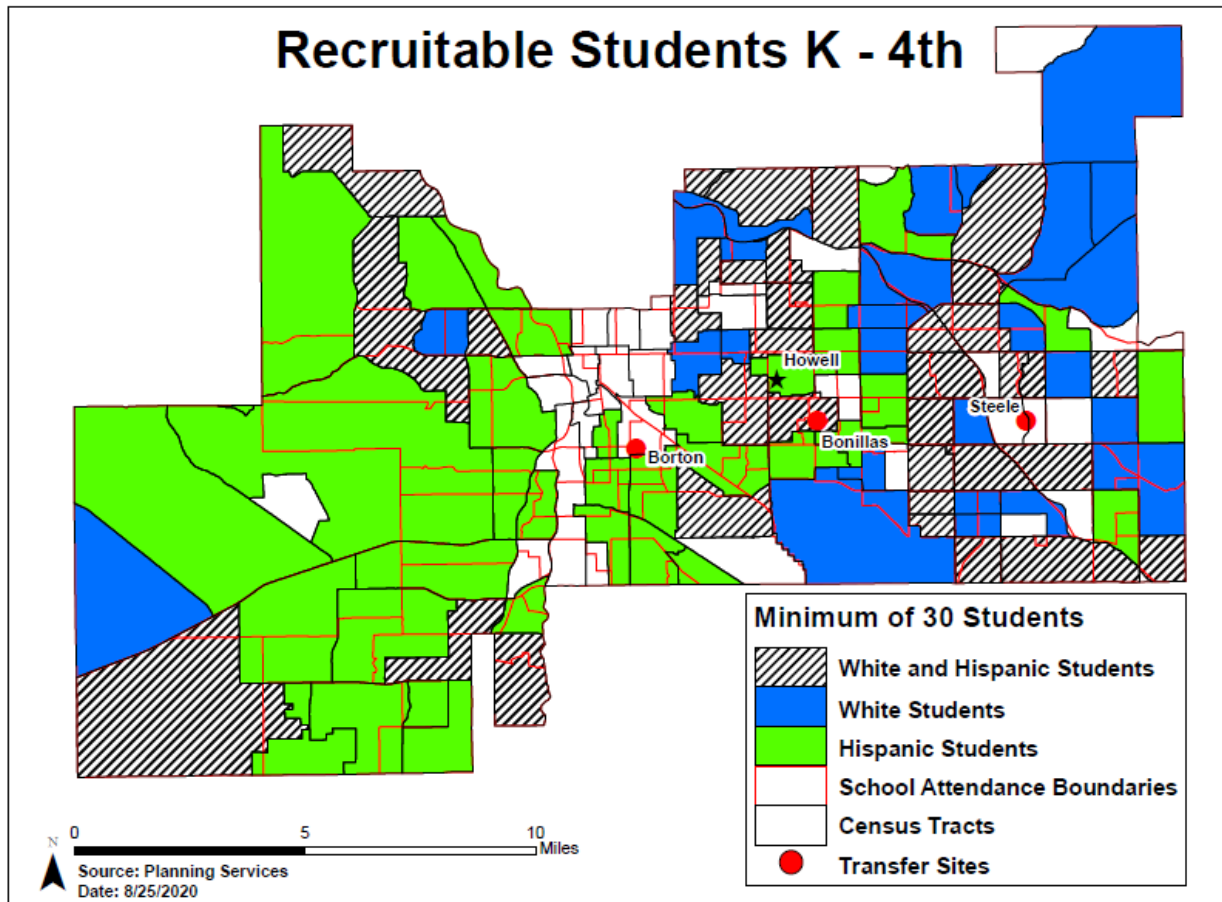 Recruitable Students K - 4th
Howell
Steele
Bonillas
Borton
Minimum of 30 Students
White and Hispanic Students
White Students
Hispanic Students
School Attendance Boundaries
Census Tracts
Transfer Sites
0 5 10
Miles
N
Source: Planning Services
Date: 8/25/2020